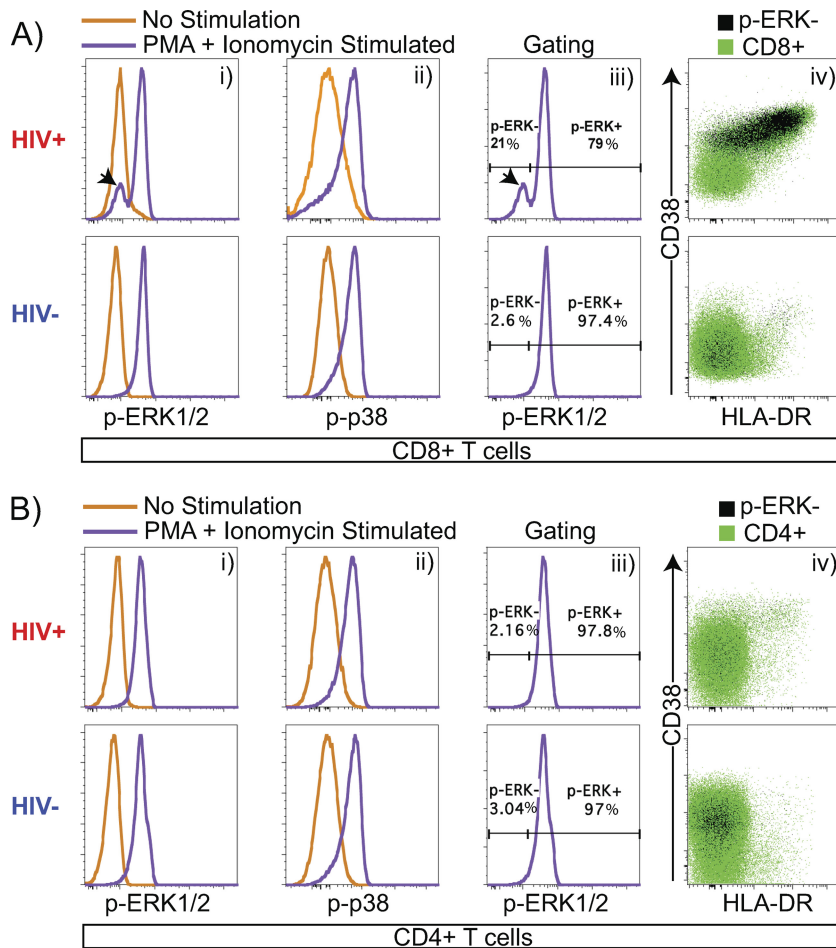 A)
No Stimulation
PMA + Ionomycin Stimulated
Gating
p-ERK-
CD8+
HIV+
i)
ii)
iii)
p-ERK-
21%
p-ERK+
79%
iv)
HIV-
p-ERK-
2.6%
p-ERK+
97.4%
CD38
p-ERK1/2
p-p38
p-ERK1/2
HLA-DR
CD8+ T cells
B)
No Stimulation
PMA + Ionomycin Stimulated
Gating
p-ERK-
CD4+
HIV+
i)
ii)
iii)
p-ERK-
2.16%
p-ERK+
97.8%
iv)
HIV-
p-ERK-
3.04%
p-ERK+
97%
CD38
p-ERK1/2
p-p38
p-ERK1/2
HLA-DR
CD4+ T cells